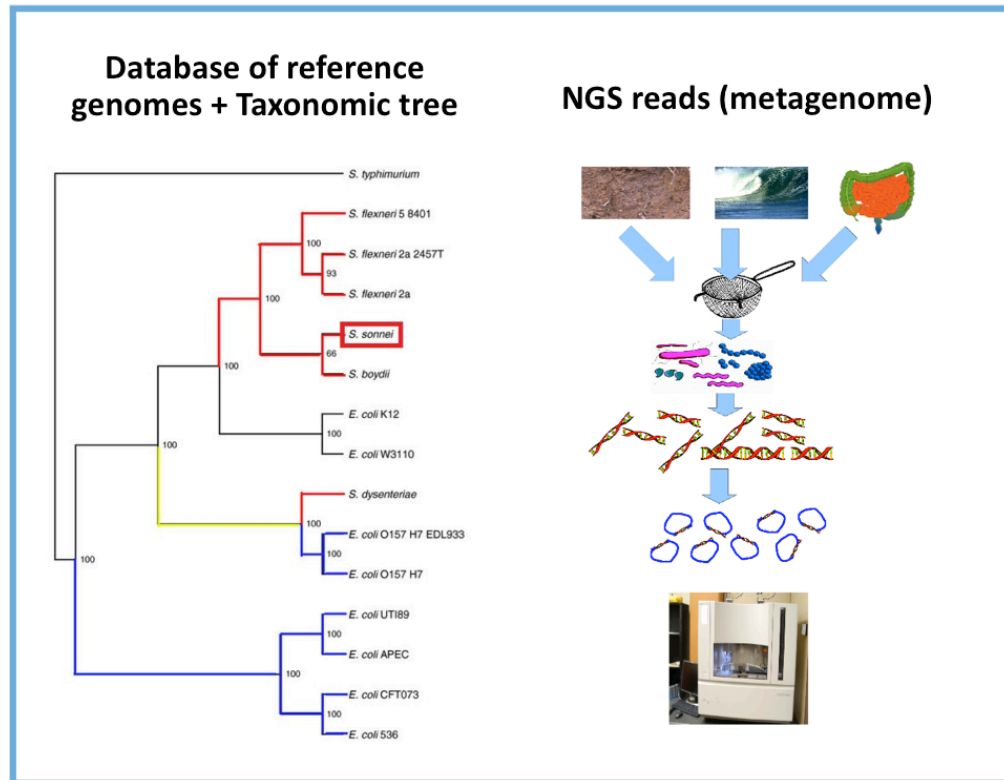 Database of reference
genomes + Taxonomic tree
NGS reads (metagenome)
S. typhimurium
S. flexneri 5 8401
100
S. flexneri 2a 2457T
93
S. flexneri 2a
100
S. sonnei
66
S. boydii
100
E. coli K12
100
E. coli W3110
100
S. dysenteriae
100
E. coli O157 H7 EDL933
100
E. coli O157 H7
100
E. coli UTI89
100
E. coli APEC
100
E. coli CFT073
100
E. coli 536